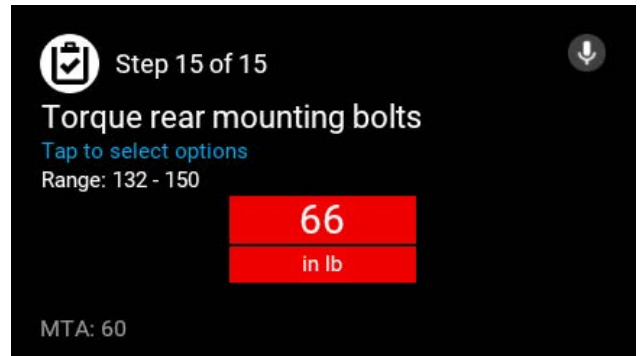 Step 15 of 15
Torque rear mounting bolts
Tap to select options
Range: 132 - 150
66
in lb
MTA: 60